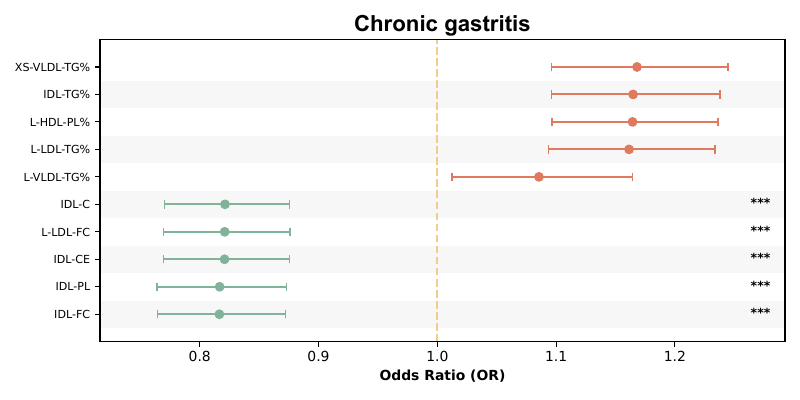 Chronic gastritis
XS-VLDL-TG%
IDL-TG%
L-HDL-PL%
L-LDL-TG%
L-VLDL-TG%
IDL-C ***
L-LDL-FC ***
IDL-CE ***
IDL-PL ***
IDL-FC ***
0.8 0.9 1.0 1.1 1.2
Odds Ratio (OR)